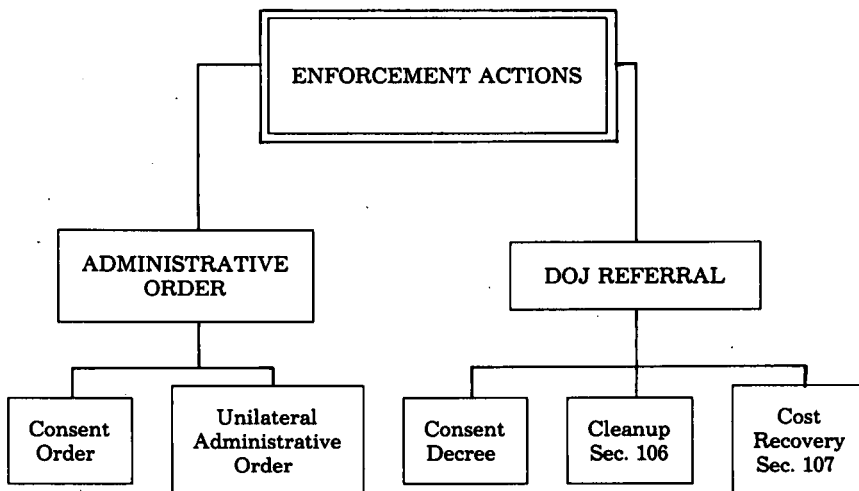 ENFORCEMENT ACTIONS
ADMINISTRATIVE
ORDER
DOJ REFERRAL
Consent
Order
Unilateral
Administrative
Order
Consent
Decree
Cleanup
Sec. 106
Cost
Recovery
Sec. 107